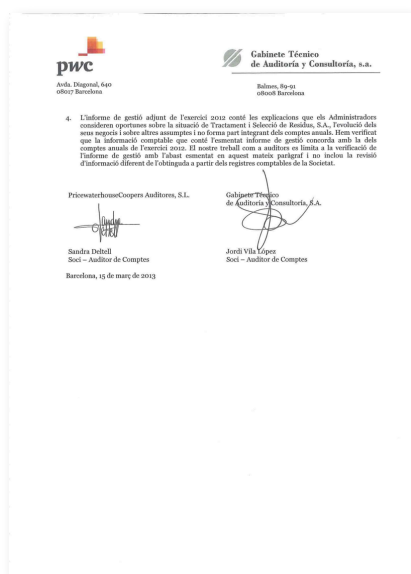 pwc
Gabinete Técnico
de Auditoría y Consultoría, s.a.
Avda. Diagonal, 640
08017 Barcelona
Balmes, 89-91
08008 Barcelona
4. L'informe de gestió adjunt de l'exercici 2012 conté les explicacions que els Administradors
consideren oportunes sobre la situació de Tractament i Selecció de Residus, S.A., l'evolució dels
seus negocis i sobre altres assumptes i no forma part integrant dels comptes anuals. Hem verificat
que la informació comptable que conté l'esmentat informe de gestió concorda amb la dels
comptes anuals de l'exercici 2012. El nostre treball com a auditors es limita a la verificació de
l'informe de gestió amb l'abast esmentat en aquest mateix paràgraf i no inclou la revisió
d'informació diferent de l'obtinguda a partir dels registres comptables de la Societat.
PricewaterhouseCoopers Auditores, S.L.
Gabinete Técnico
de Auditoría y Consultoría, S.A.
Sandra Deltell
Soci – Auditor de Comptes
Jordi Vila López
Soci – Auditor de Comptes
Barcelona, 15 de març de 2013